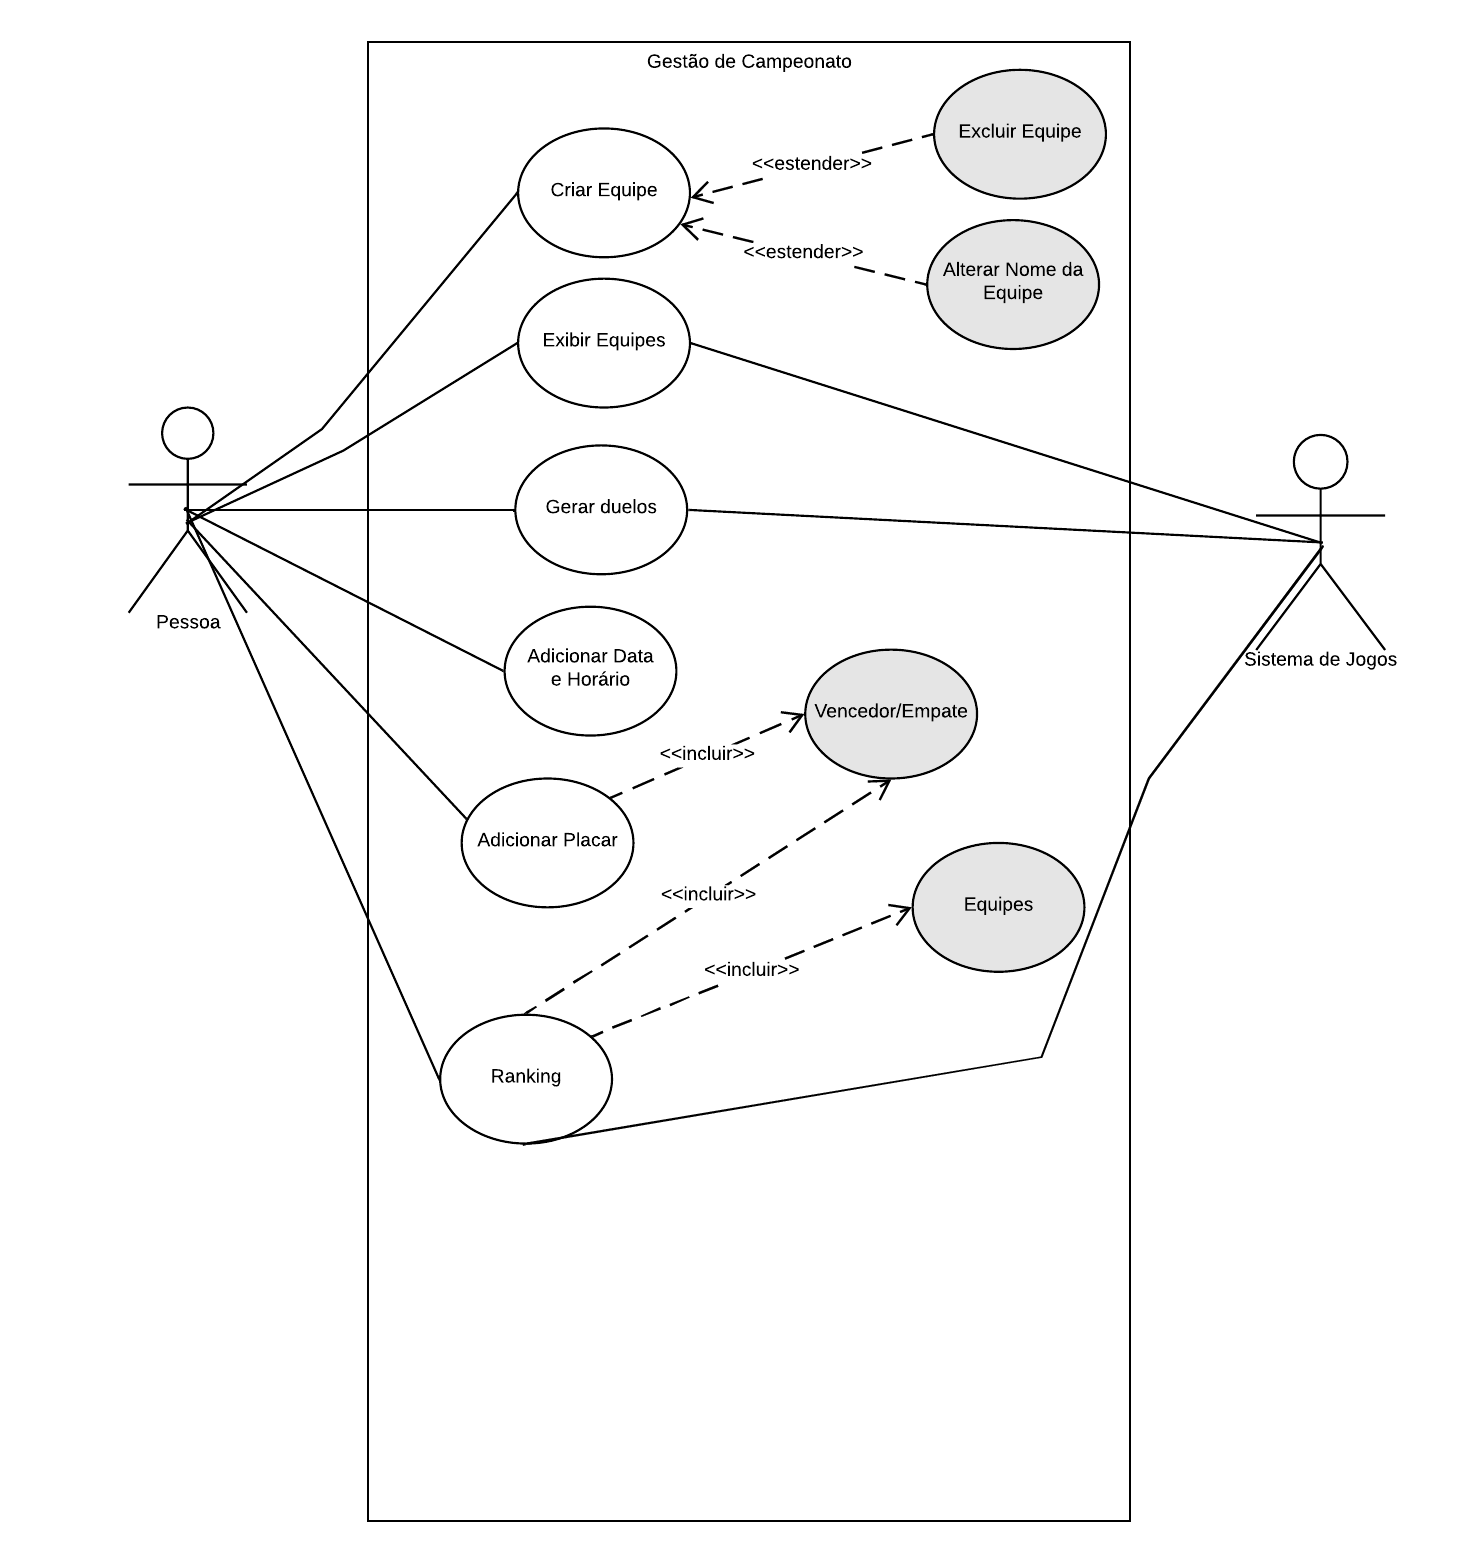 Gestão de Campeonato
Excluir Equipe
<<estender>>
Criar Equipe
<<estender>>
Alterar Nome da
Equipe
Exibir Equipes
Gerar duelos
Pessoa
Sistema de Jogos
Adicionar Data
e Horário
Vencedor/Empate
<<incluir>>
Adicionar Placar
<<incluir>>
Equipes
<<incluir>>
Ranking